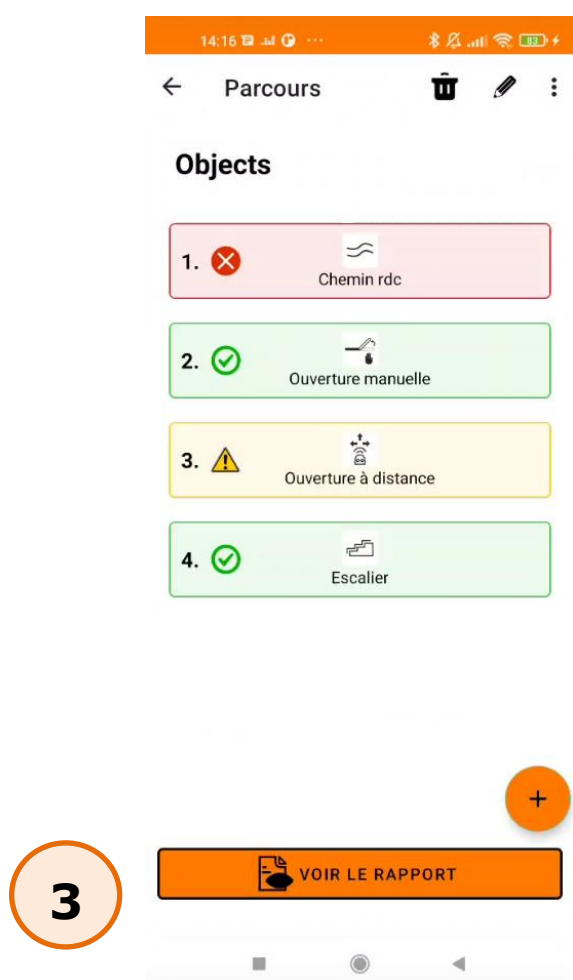 14:16 ...
83
Parcours
Objects
1.
Chemin rdc
2.
Ouverture manuelle
3.
Ouverture à distance
4.
Escalier
+
VOIR LE RAPPORT
3